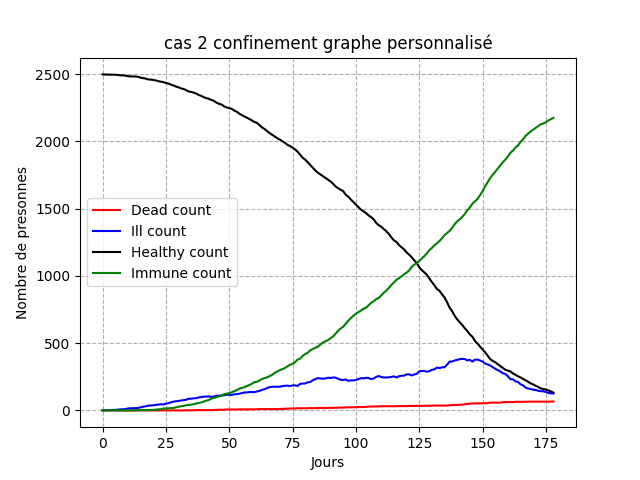 cas 2 confinement graphe personnalisé
Nombre de presonnes
2500
2000
1500
1000
500
0
Dead count
Ill count
Healthy count
Immune count
0 25 50 75 100 125 150 175
Jours